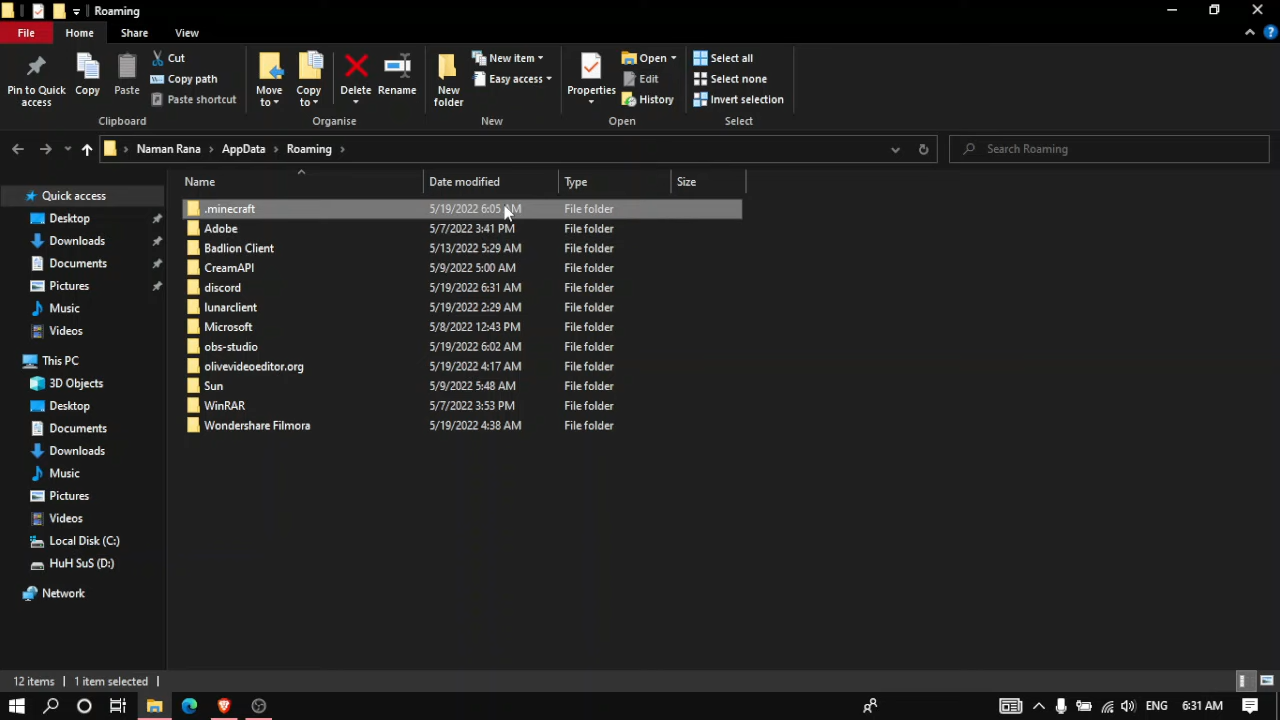 Roaming
File Home Share View
Pin to Quick access
Copy
Paste
Cut
Copy path
Paste shortcut
Clipboard
Move to
Copy to
Delete
Rename
Organise
New folder
New item
Easy access
New
Properties
Open
Edit
History
Open
Select all
Select none
Invert selection
Select
Naman Rana AppData Roaming
Search Roaming
Name Date modified Type Size
.minecraft 5/19/2022 6:05 AM File folder
Adobe 5/7/2022 3:41 PM File folder
Badlion Client 5/13/2022 5:29 AM File folder
CreamAPI 5/9/2022 5:00 AM File folder
discord 5/19/2022 6:31 AM File folder
lunarclient 5/19/2022 2:29 AM File folder
Microsoft 5/8/2022 12:43 PM File folder
obs-studio 5/19/2022 6:02 AM File folder
olivevideoeditor.org 5/19/2022 4:17 AM File folder
Sun 5/9/2022 5:48 AM File folder
WinRAR 5/7/2022 3:53 PM File folder
Wondershare Filmora 5/19/2022 4:38 AM File folder
Quick access
Desktop
Downloads
Documents
Pictures
Music
Videos
This PC
3D Objects
Desktop
Documents
Downloads
Music
Pictures
Videos
Local Disk (C:)
HuH SuS (D:)
Network
12 items 1 item selected
ENG 6:31 AM